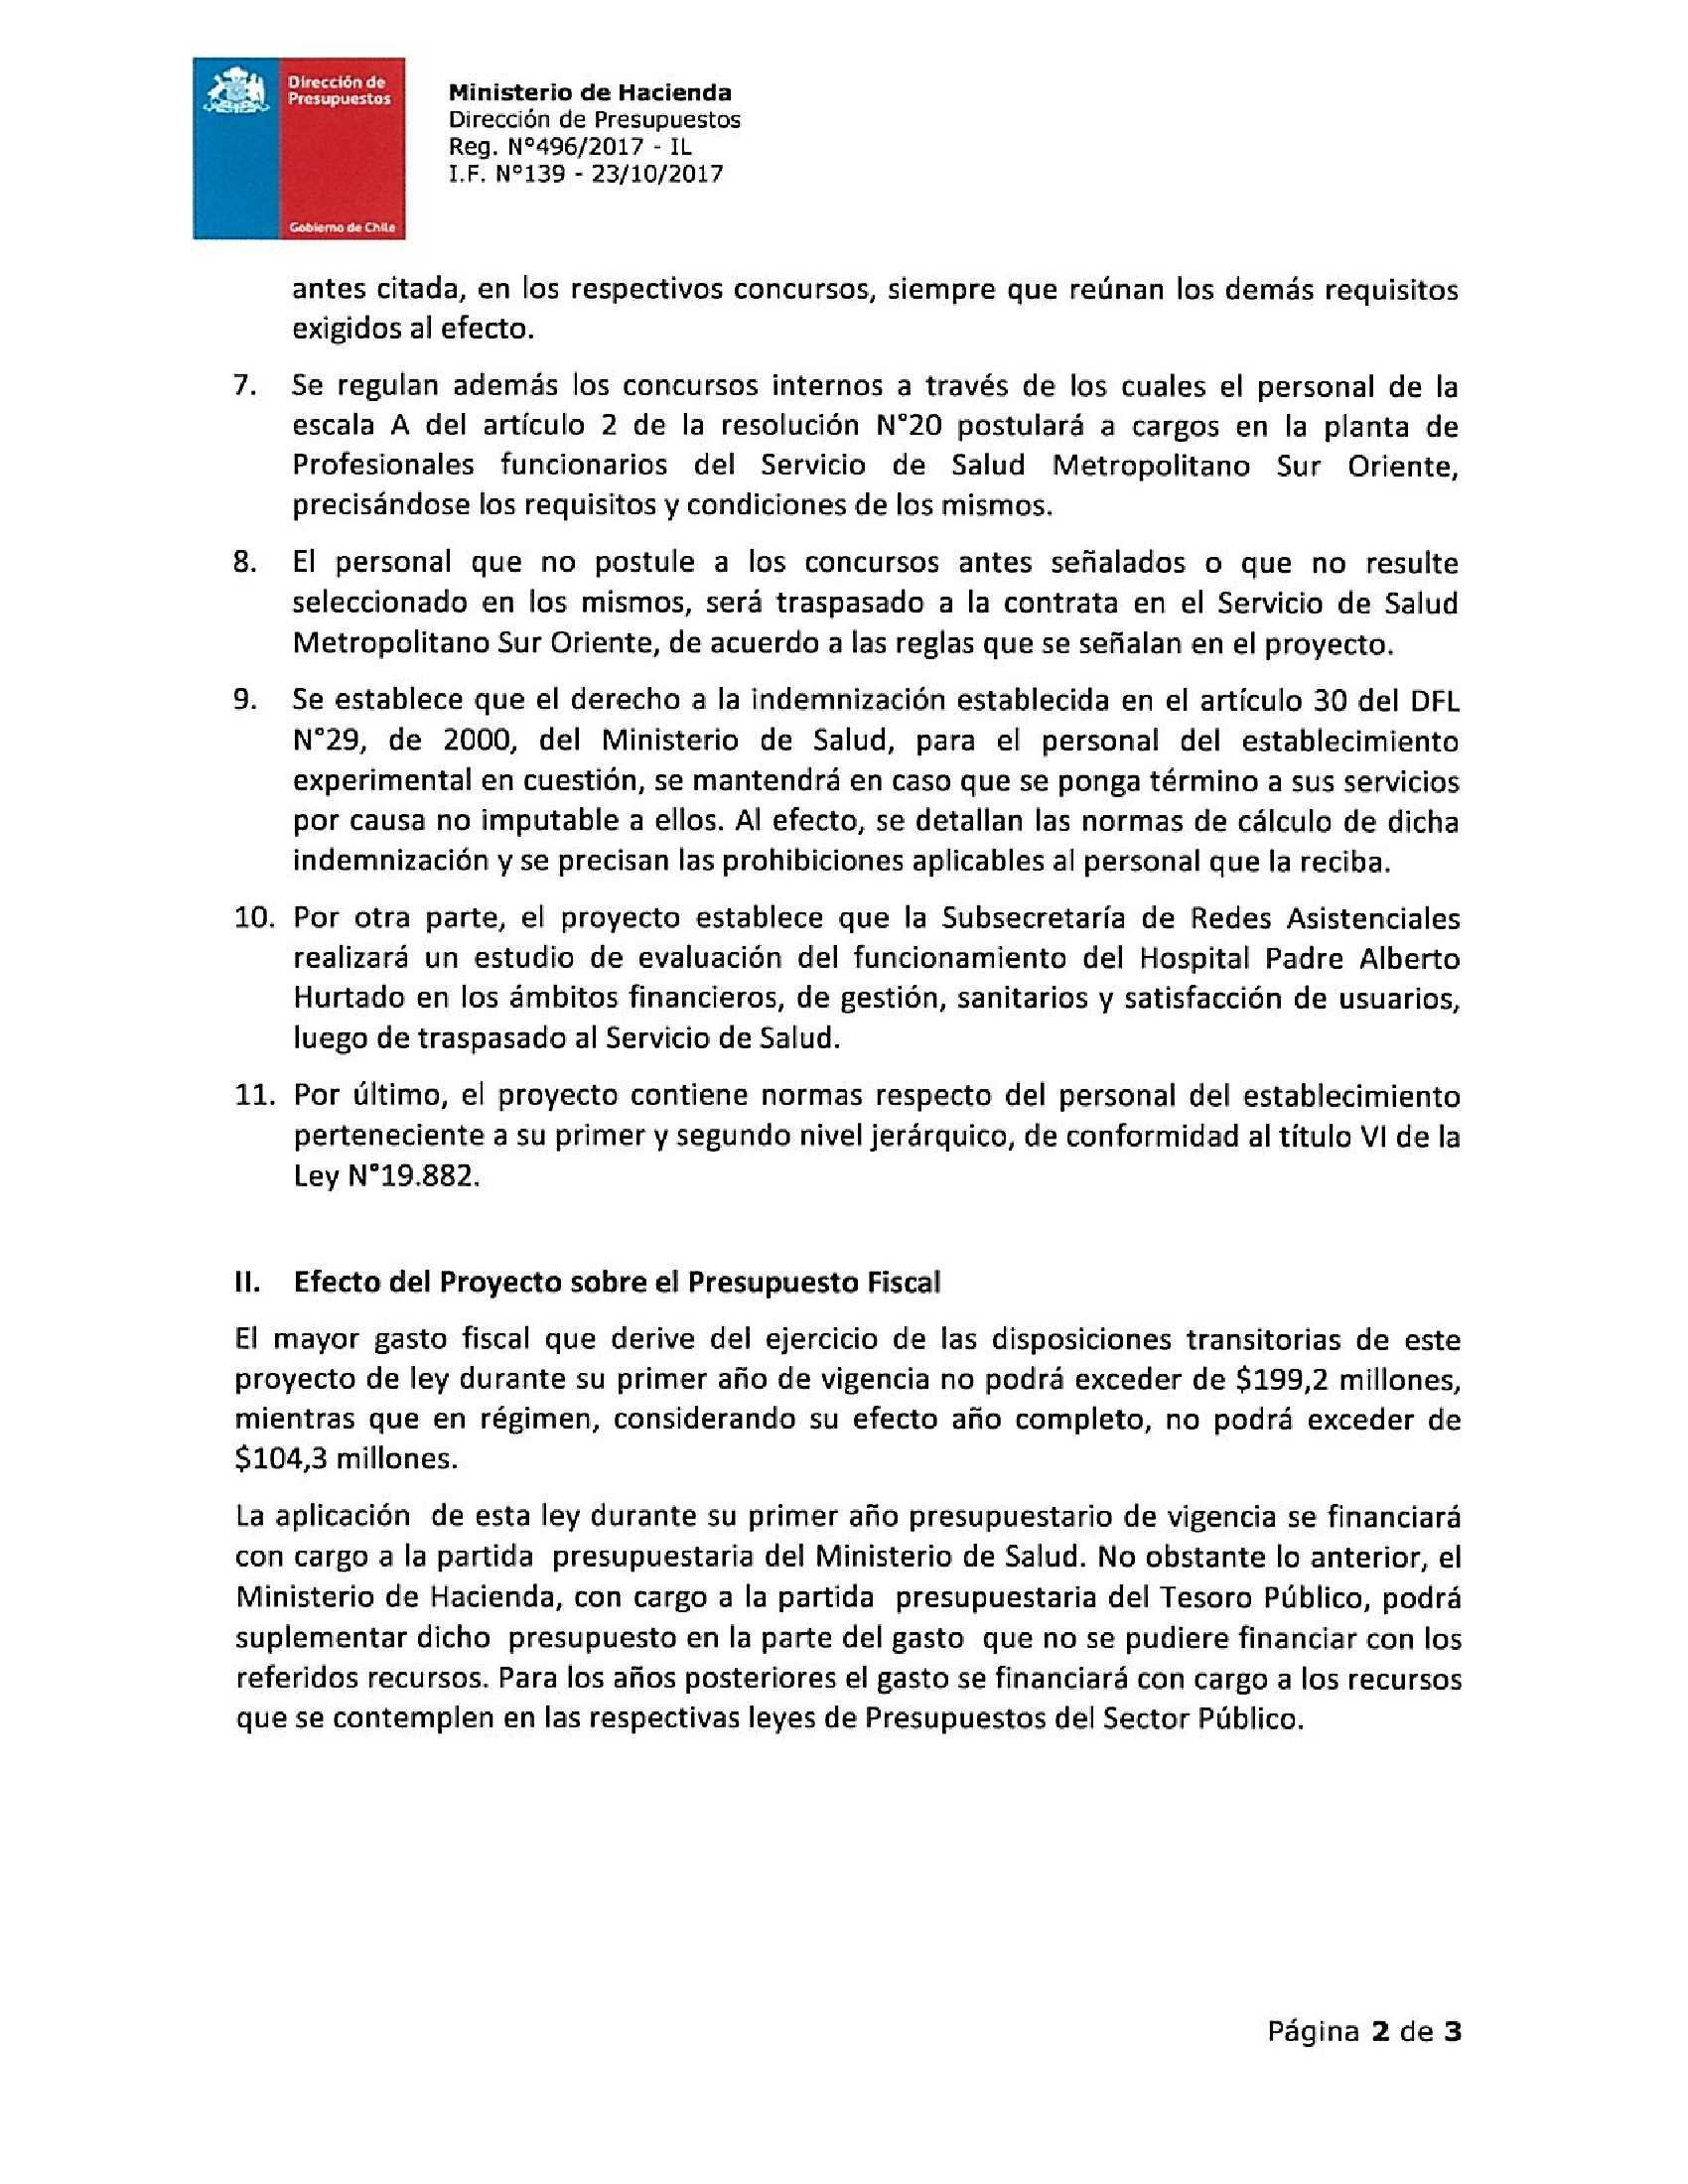 Dirección de
Presupuestos
Gobierno de Chile
Ministerio de Hacienda
Dirección de Presupuestos
Reg. Nº496/2017 - IL
I.F. Nº139 - 23/10/2017
antes citada, en los respectivos concursos, siempre que reúnan los demás requisitos
exigidos al efecto.
7. Se regulan además los concursos internos a través de los cuales el personal de la
escala A del artículo 2 de la resolución N°20 postulará a cargos en la planta de
Profesionales funcionarios del Servicio de Salud Metropolitano Sur Oriente,
precisándose los requisitos y condiciones de los mismos.
8. El personal que no postule a los concursos antes señalados o que no resulte
seleccionado en los mismos, será traspasado a la contrata en el Servicio de Salud
Metropolitano Sur Oriente, de acuerdo a las reglas que se señalan en el proyecto.
9. Se establece que el derecho a la indemnización establecida en el artículo 30 del DFL
N°29, de 2000, del Ministerio de Salud, para el personal del establecimiento
experimental en cuestión, se mantendrá en caso que se ponga término a sus servicios
por causa no imputable a ellos. Al efecto, se detallan las normas de cálculo de dicha
indemnización y se precisan las prohibiciones aplicables al personal que la reciba.
10. Por otra parte, el proyecto establece que la Subsecretaría de Redes Asistenciales
realizará un estudio de evaluación del funcionamiento del Hospital Padre Alberto
Hurtado en los ámbitos financieros, de gestión, sanitarios y satisfacción de usuarios,
luego de traspasado al Servicio de Salud.
11. Por último, el proyecto contiene normas respecto del personal del establecimiento
perteneciente a su primer y segundo nivel jerárquico, de conformidad al título VI de la
Ley N°19.882.
II. Efecto del Proyecto sobre el Presupuesto Fiscal
El mayor gasto fiscal que derive del ejercicio de las disposiciones transitorias de este
proyecto de ley durante su primer año de vigencia no podrá exceder de $199,2 millones,
mientras que en régimen, considerando su efecto año completo, no podrá exceder de
$104,3 millones.
La aplicación de esta ley durante su primer año presupuestario de vigencia se financiará
con cargo a la partida presupuestaria del Ministerio de Salud. No obstante lo anterior, el
Ministerio de Hacienda, con cargo a la partida presupuestaria del Tesoro Público, podrá
suplementar dicho presupuesto en la parte del gasto que no se pudiere financiar con los
referidos recursos. Para los años posteriores el gasto se financiará con cargo a los recursos
que se contemplen en las respectivas leyes de Presupuestos del Sector Público.
Página 2 de 3